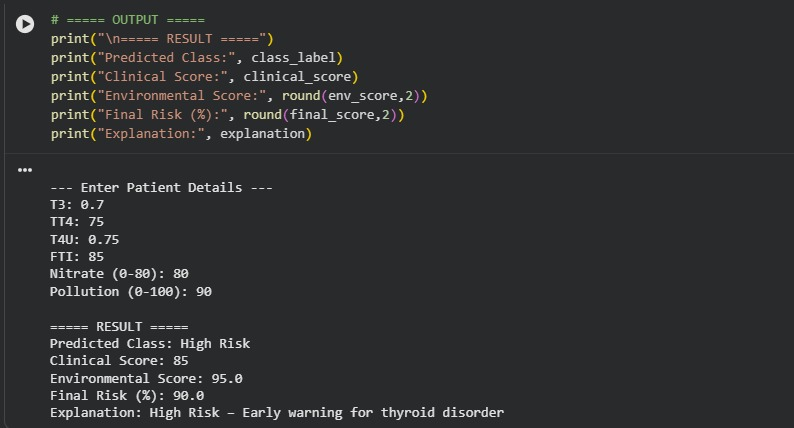 # ===== OUTPUT =====
print("\n===== RESULT =====")
print("Predicted Class:", class_label)
print("Clinical Score:", clinical_score)
print("Environmental Score:", round(env_score,2))
print("Final Risk (%):", round(final_score,2))
print("Explanation:", explanation)
--- Enter Patient Details ---
T3: 0.7
TT4: 75
T4U: 0.75
FTI: 85
Nitrate (0-80): 80
Pollution (0-100): 90
===== RESULT =====
Predicted Class: High Risk
Clinical Score: 85
Environmental Score: 95.0
Final Risk (%): 90.0
Explanation: High Risk – Early warning for thyroid disorder